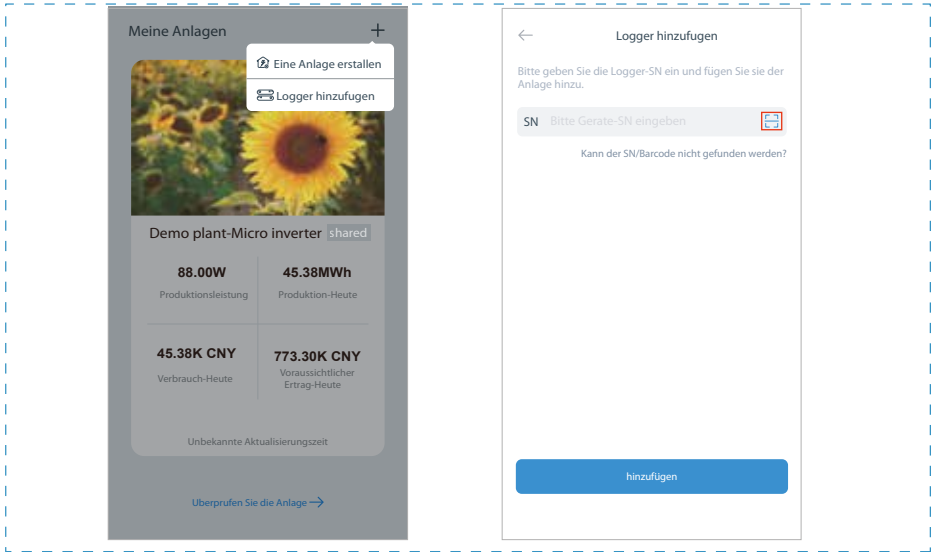 Meine Anlagen
Eine Anlage erstellen
Logger hinzufugen
Demo plant-Micro inverter shared
88.00W
Produktionsleistung
45.38MWh
Produktion-Heute
45.38K CNY
Verbrauch-Heute
773.30K CNY
Voraussichtlicher
Ertrag-Heute
Unbekannte Aktualisierungszeit
Uberprufen Sie die Anlage
Logger hinzufugen
Bitte geben Sie die Logger-SN ein und fügen Sie sie der
Anlage hinzu.
SN Bitte Gerate-SN eingeben
Kann der SN/Barcode nicht gefunden werden?
hinzufügen